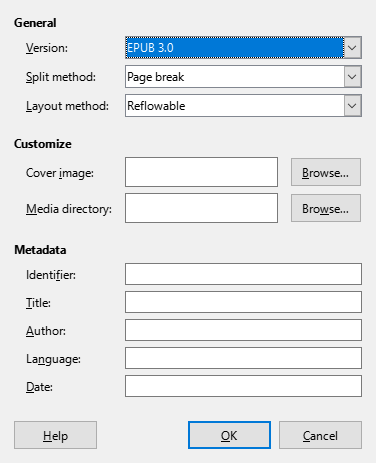 General
Version: EPUB 3.0
Split method: Page break
Layout method: Reflowable
Customize
Cover image: Browse...
Media directory: Browse...
Metadata
Identifier:
Title:
Author:
Language:
Date:
Help OK Cancel